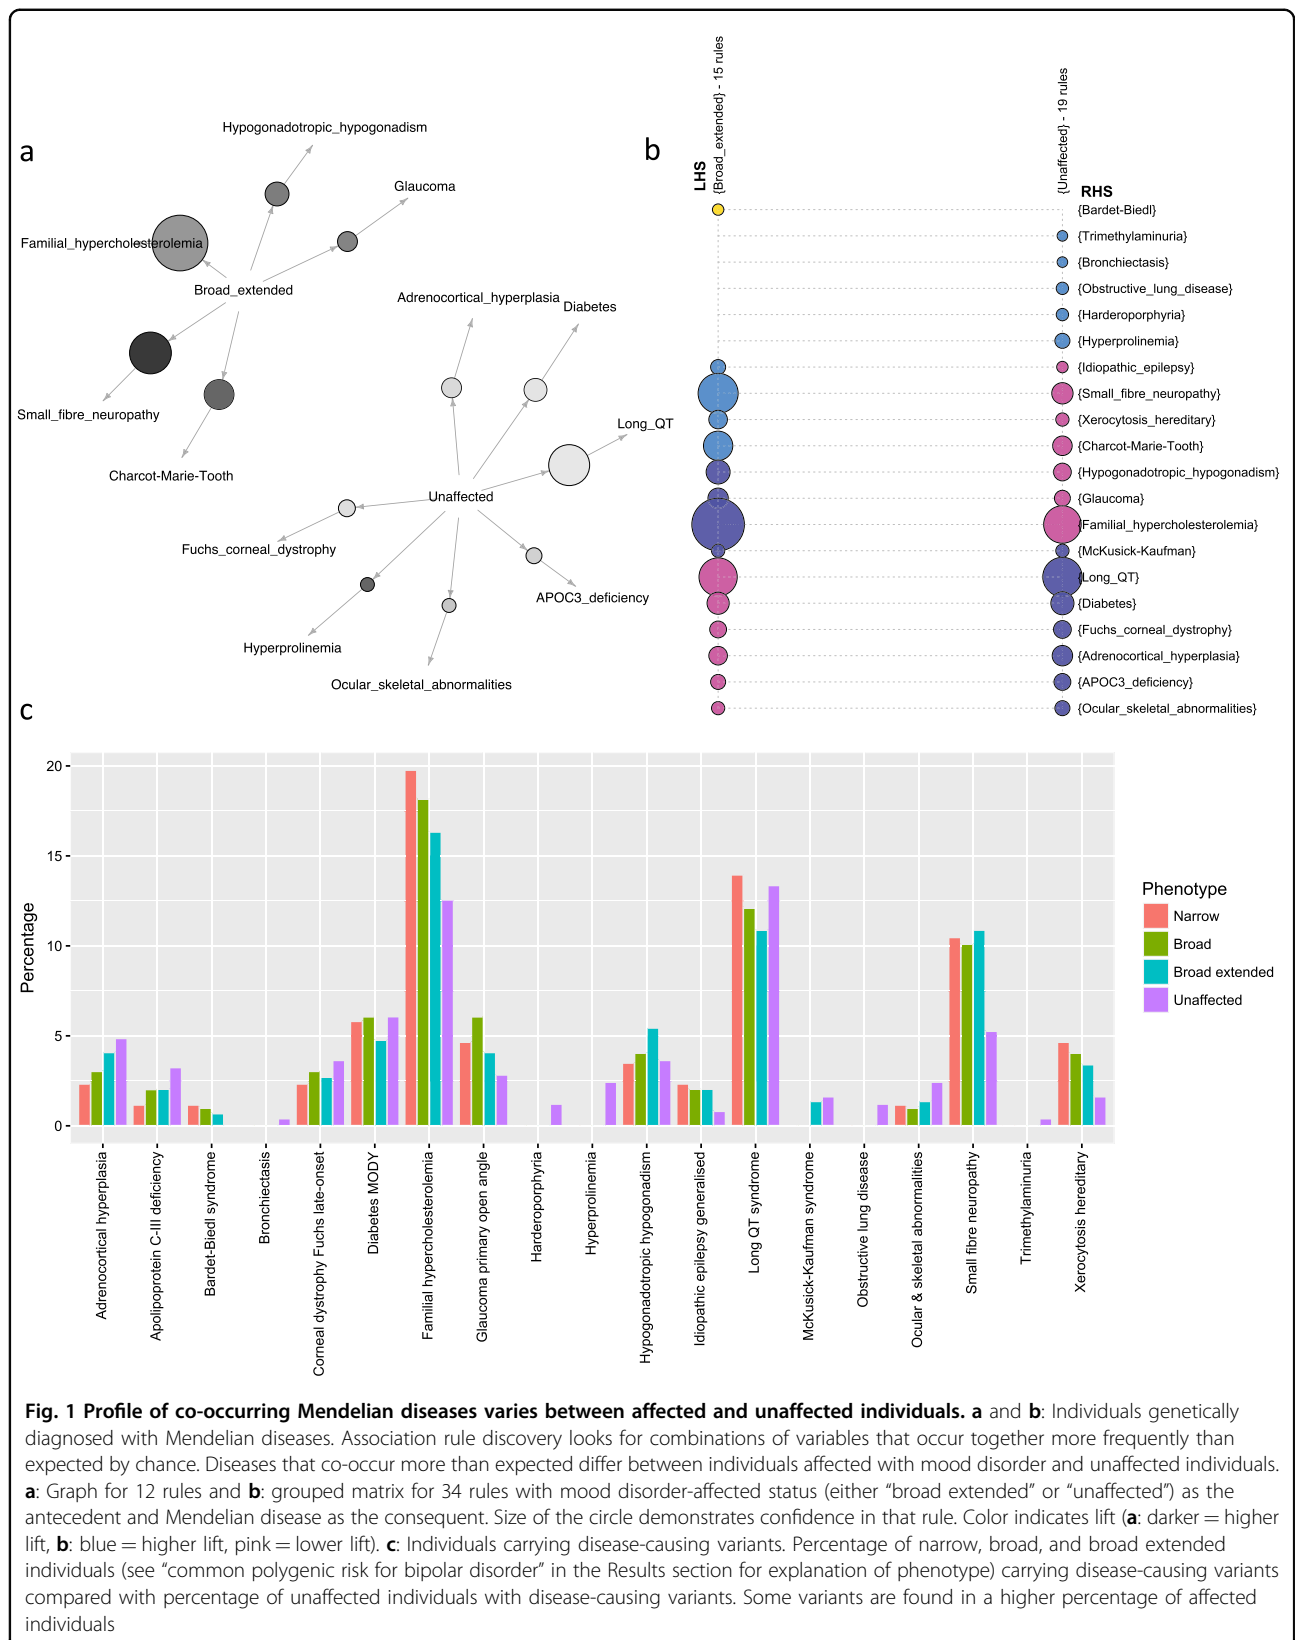 a
Hypogonadotropic_hypogonadism
Glaucoma
Familial_hypercholesterolemia
Broad_extended
Adrenocortical_hyperplasia
Diabetes
Small_fibre_neuropathy
Long_QT
Charcot-Marie-Tooth
Unaffected
Fuchs_corneal_dystrophy
APOC3_deficiency
Hyperprolinemia
Ocular_skeletal_abnormalities
b
LHS
{Broad_extended} - 15 rules
{Unaffected} - 19 rules
RHS
{Bardet-Biedl}
{Trimethylaminuria}
{Bronchiectasis}
{Obstructive_lung_disease}
{Harderoporphyria}
{Hyperprolinemia}
{Idiopathic_epilepsy}
{Small_fibre_neuropathy}
{Xerocytosis_hereditary}
{Charcot-Marie-Tooth}
{Hypogonadotropic_hypogonadism}
{Glaucoma}
{Familial_hypercholesterolemia}
{McKusick-Kaufman}
{Long_QT}
{Diabetes}
{Fuchs_corneal_dystrophy}
{Adrenocortical_hyperplasia}
{APOC3_deficiency}
{Ocular_skeletal_abnormalities}
c
Percentage
20
15
10
5
0
Adrenocortical hyperplasia
Apolipoprotein C-III deficiency
Bardet-Biedl syndrome
Bronchiectasis
Corneal dystrophy Fuchs late-onset
Diabetes MODY
Familial hypercholesterolemia
Glaucoma primary open angle
Harderoporphyria
Hyperprolinemia
Hypogonadotropic hypogonadism
Idiopathic epilepsy generalised
Long QT syndrome
McKusick-Kaufman syndrome
Obstructive lung disease
Ocular & skeletal abnormalities
Small fibre neuropathy
Trimethylaminuria
Xerocytosis hereditary
Phenotype
Narrow
Broad
Broad extended
Unaffected
Fig. 1 Profile of co-occurring Mendelian diseases varies between affected and unaffected individuals. a and b: Individuals genetically
diagnosed with Mendelian diseases. Association rule discovery looks for combinations of variables that occur together more frequently than
expected by chance. Diseases that co-occur more than expected differ between individuals affected with mood disorder and unaffected individuals.
a: Graph for 12 rules and b: grouped matrix for 34 rules with mood disorder-affected status (either “broad extended” or “unaffected”) as the
antecedent and Mendelian disease as the consequent. Size of the circle demonstrates confidence in that rule. Color indicates lift (a: darker = higher
lift, b: blue = higher lift, pink = lower lift). c: Individuals carrying disease-causing variants. Percentage of narrow, broad, and broad extended
individuals (see “common polygenic risk for bipolar disorder” in the Results section for explanation of phenotype) carrying disease-causing variants
compared with percentage of unaffected individuals with disease-causing variants. Some variants are found in a higher percentage of affected
individuals